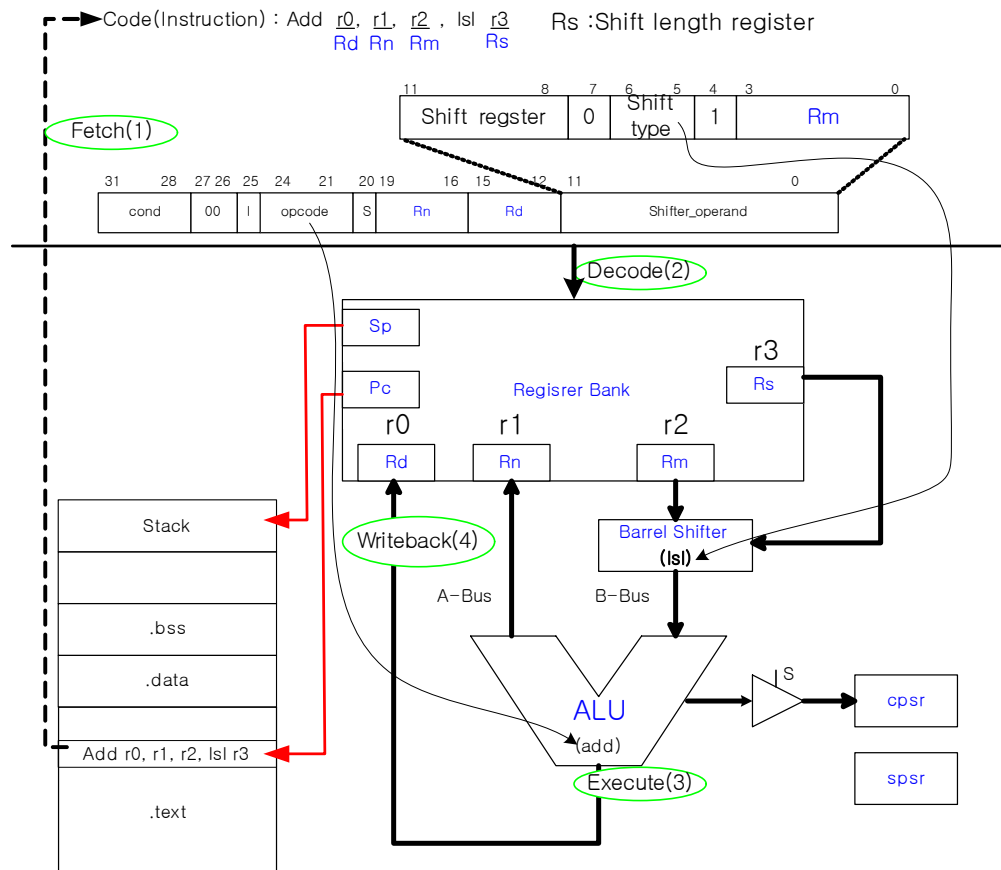 Code(Instruction) : Add r0, r1, r2 , lsl r3 Rs :Shift length register
Rd Rn Rm Rs
11 8 7 6 5 4 3 0
Shift regster 0 Shift type 1 Rm
Fetch(1)
31 28 27 26 25 24 21 20 19 16 15 12 11 0
cond 00 I opcode S Rn Rd Shifter_operand
Decode(2)
Sp
r3
Pc Regisrer Bank Rs
r0 r1 r2
Rd Rn Rm
Stack
Writeback(4)
Barrel Shifter
(lsl)
A-Bus B-Bus
.bss
.data
S
ALU
cpsr
(add)
Add r0, r1, r2, lsl r3
Execute(3)
spsr
.text